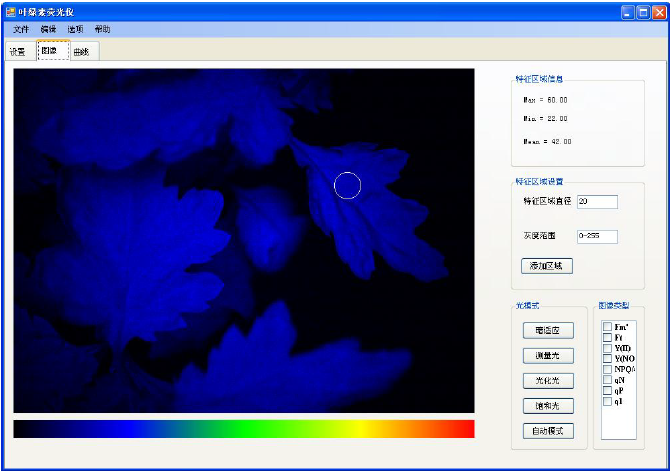 叶绿素荧光仪
文件 编辑 选项 帮助
设置 图像 曲线
特征区域信息
Max = 60.00
Min = 22.00
Mean = 42.00
特征区域设置
特征区域直径 20
灰度范围 0-255
添加区域
光模式
暗适应
测量光
光化光
饱和光
自动模式
图像类型
Fm'
Ft
Y(II)
Y(NO
NPQ/4
qN
qP